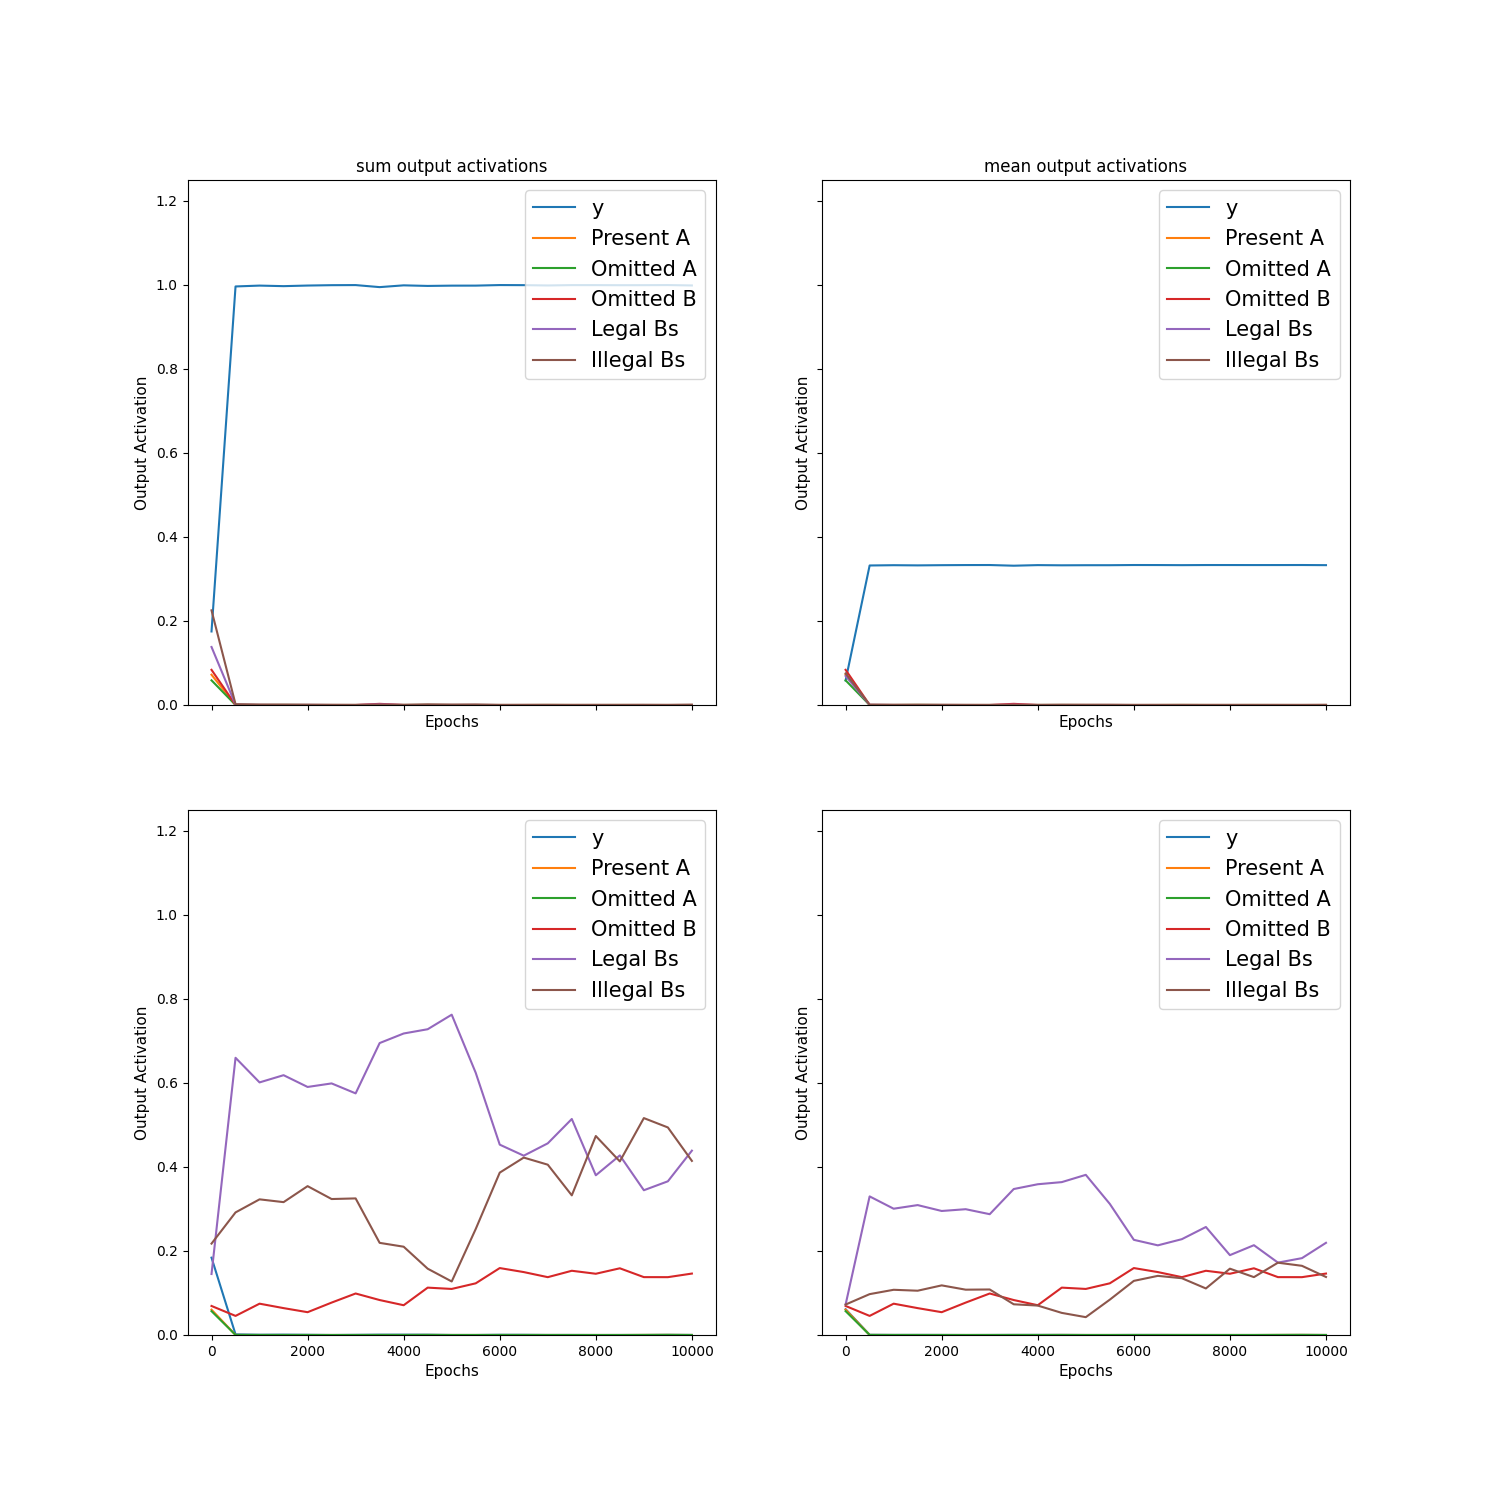 sum output activations
1.2
1.0
0.8
0.6
0.4
0.2
0.0
Output Activation
Epochs
y
Present A
Omitted A
Omitted B
Legal Bs
Illegal Bs
mean output activations
Output Activation
Epochs
y
Present A
Omitted A
Omitted B
Legal Bs
Illegal Bs
1.2
1.0
0.8
0.6
0.4
0.2
0.0
Output Activation
0 2000 4000 6000 8000 10000
Epochs
y
Present A
Omitted A
Omitted B
Legal Bs
Illegal Bs
Output Activation
0 2000 4000 6000 8000 10000
Epochs
y
Present A
Omitted A
Omitted B
Legal Bs
Illegal Bs